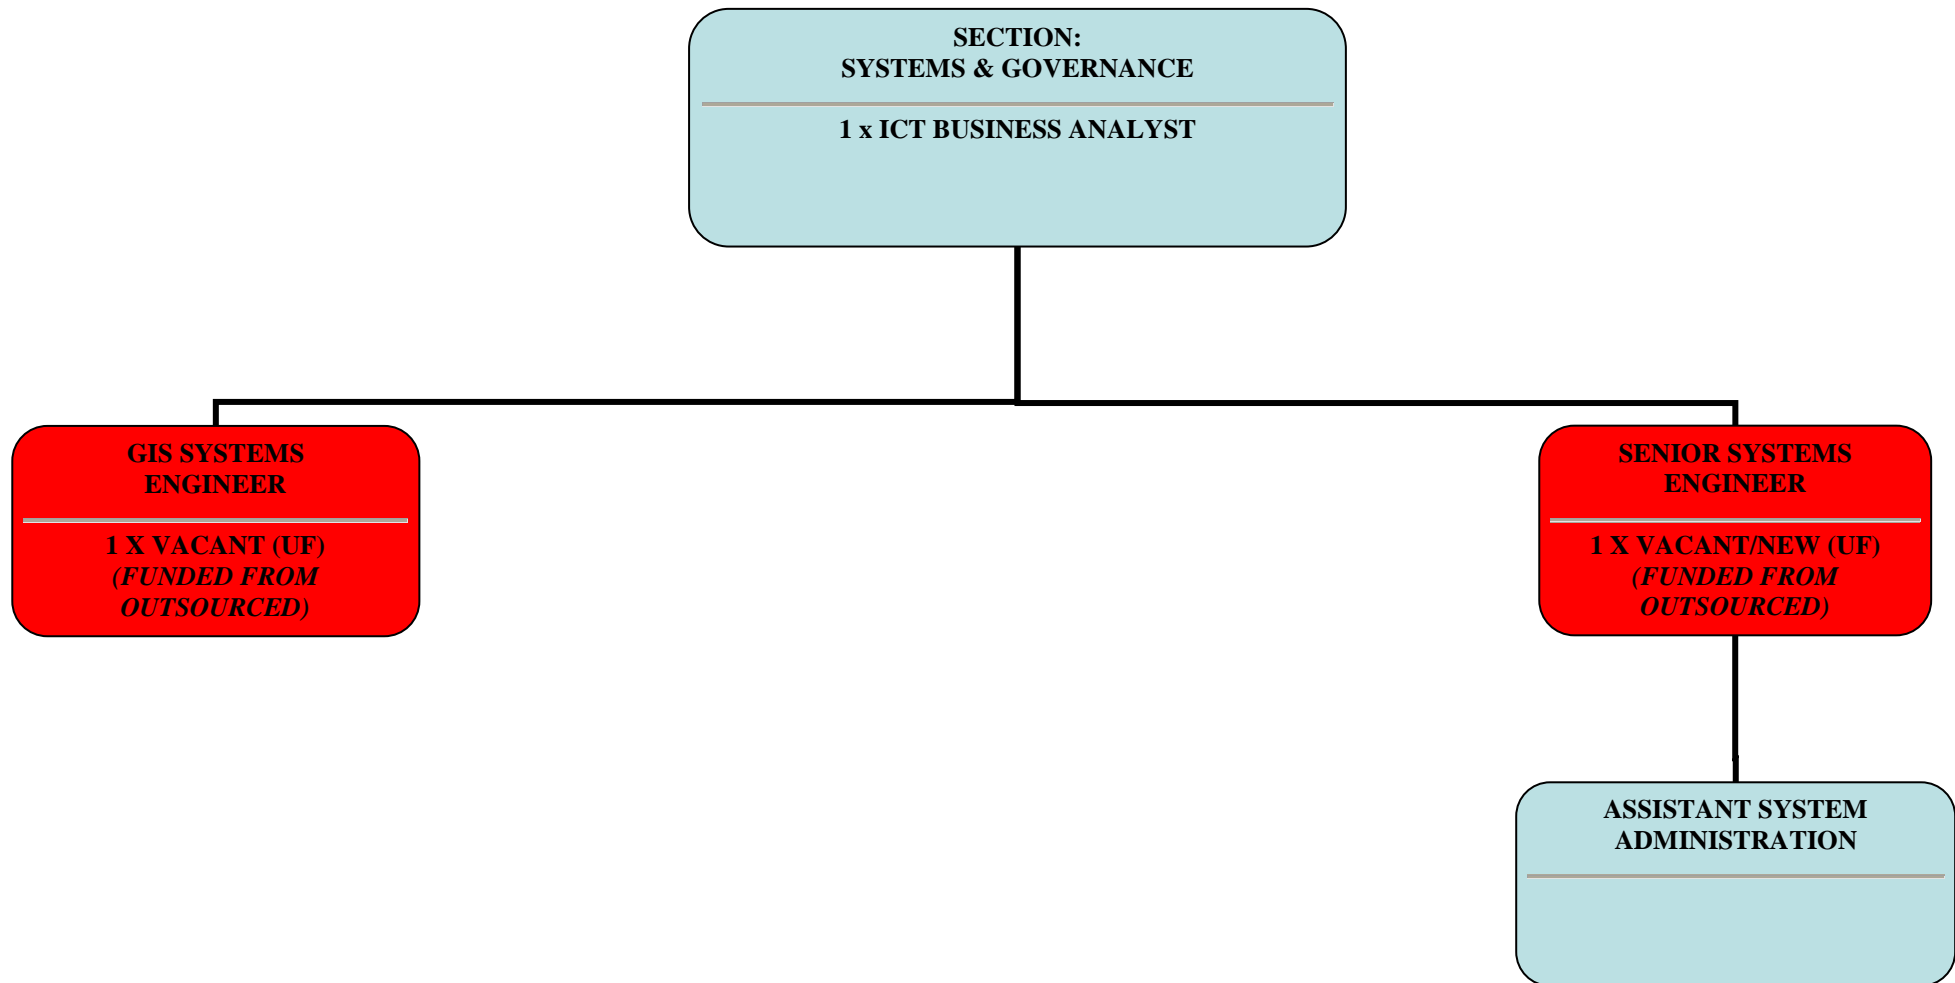 SECTION:
SYSTEMS & GOVERNANCE
1 x ICT BUSINESS ANALYST
GIS SYSTEMS
ENGINEER
1 X VACANT (UF)
(FUNDED FROM
OUTSOURCED)
SENIOR SYSTEMS
ENGINEER
1 X VACANT/NEW (UF)
(FUNDED FROM
OUTSOURCED)
ASSISTANT SYSTEM
ADMINISTRATION